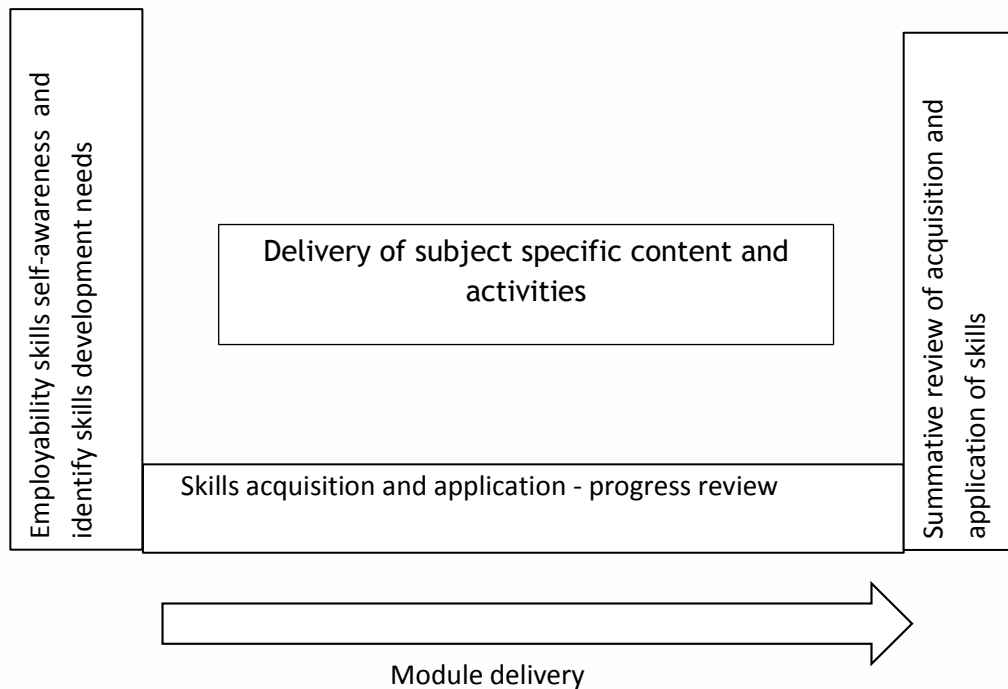 Employability skills self-awareness and
identify skills development needs
Delivery of subject specific content and
activities
Skills acquisition and application - progress review
Summative review of acquisition and
application of skills
Module delivery